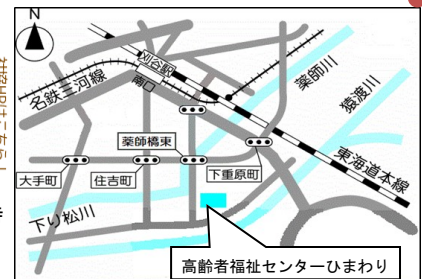 N
刈谷駅
南口
名鉄三河線
薬師川
猿渡川
薬師橋東
大手町
住吉町
下重原町
東海道本線
下り松川
高齢者福祉センターひまわり